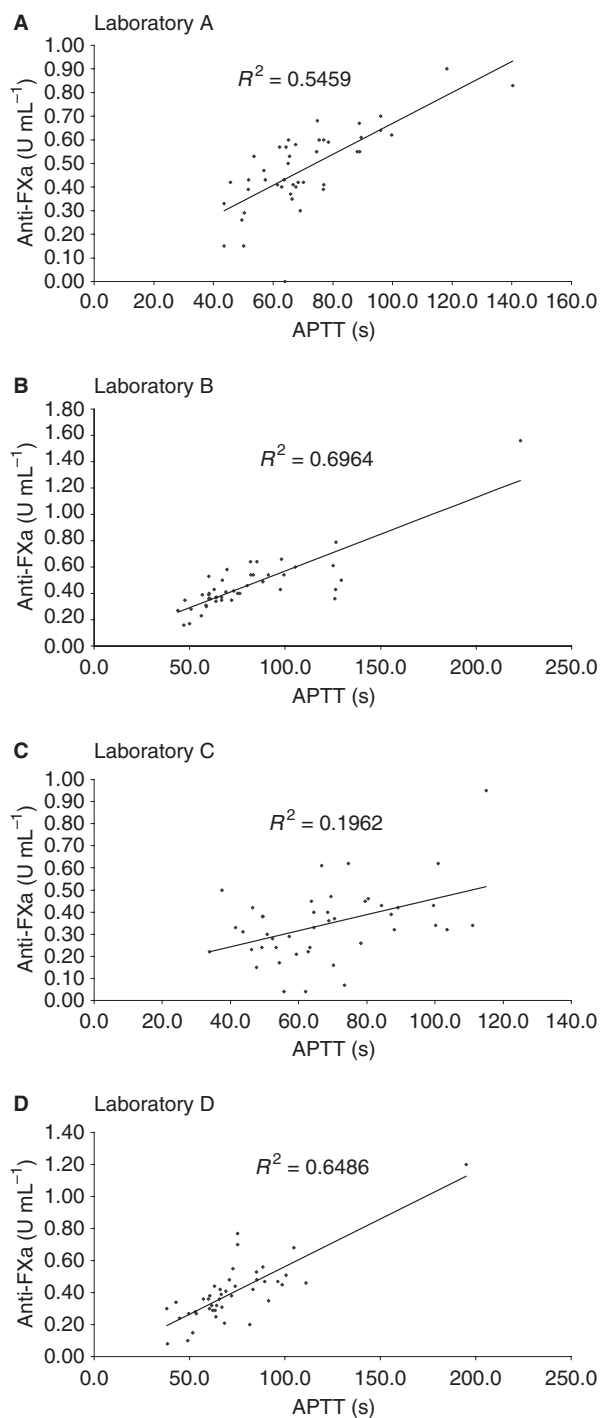 A Laboratory A
1.00
0.90
0.80
0.70
0.60
0.50
0.40
0.30
0.20
0.10
0.00
Anti-FXa (U mL⁻¹)
R² = 0.5459
0.0 20.0 40.0 60.0 80.0 100.0 120.0 140.0 160.0
APTT (s)
B Laboratory B
1.80
1.60
1.40
1.20
1.00
0.80
0.60
0.40
0.20
0.00
Anti-FXa (U mL⁻¹)
R² = 0.6964
0.0 50.0 100.0 150.0 200.0 250.0
APTT (s)
C Laboratory C
1.00
0.90
0.80
0.70
0.60
0.50
0.40
0.30
0.20
0.10
0.00
Anti-FXa (U mL⁻¹)
R² = 0.1962
0.0 20.0 40.0 60.0 80.0 100.0 120.0 140.0
APTT (s)
D Laboratory D
1.40
1.20
1.00
0.80
0.60
0.40
0.20
0.00
Anti-FXa (U mL⁻¹)
R² = 0.6486
0.0 50.0 100.0 150.0 200.0 250.0
APTT (s)